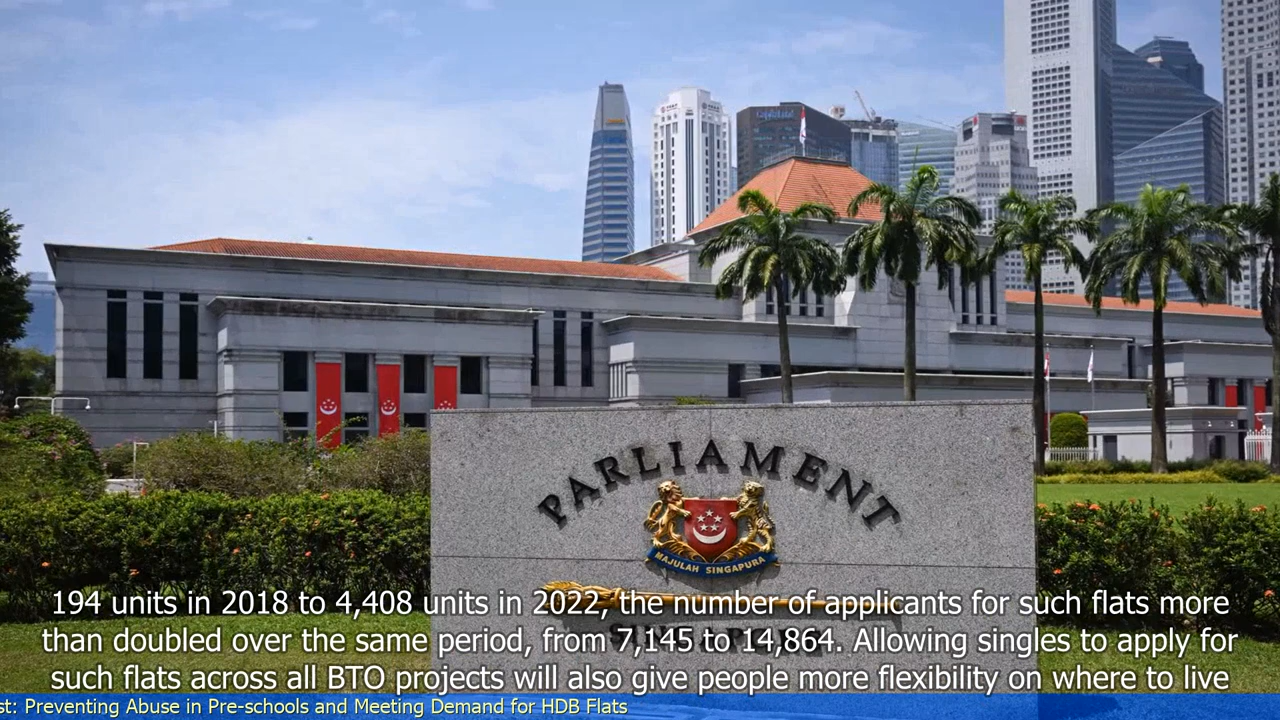 CapitaLand
PARLIAMENT
MAJULAH SINGAPURA
194 units in 2018 to 4,408 units in 2022, the number of applicants for such flats more
than doubled over the same period, from 7,145 to 14,864. Allowing singles to apply for
such flats across all BTO projects will also give people more flexibility on where to live
st: Preventing Abuse in Pre-schools and Meeting Demand for HDB Flats